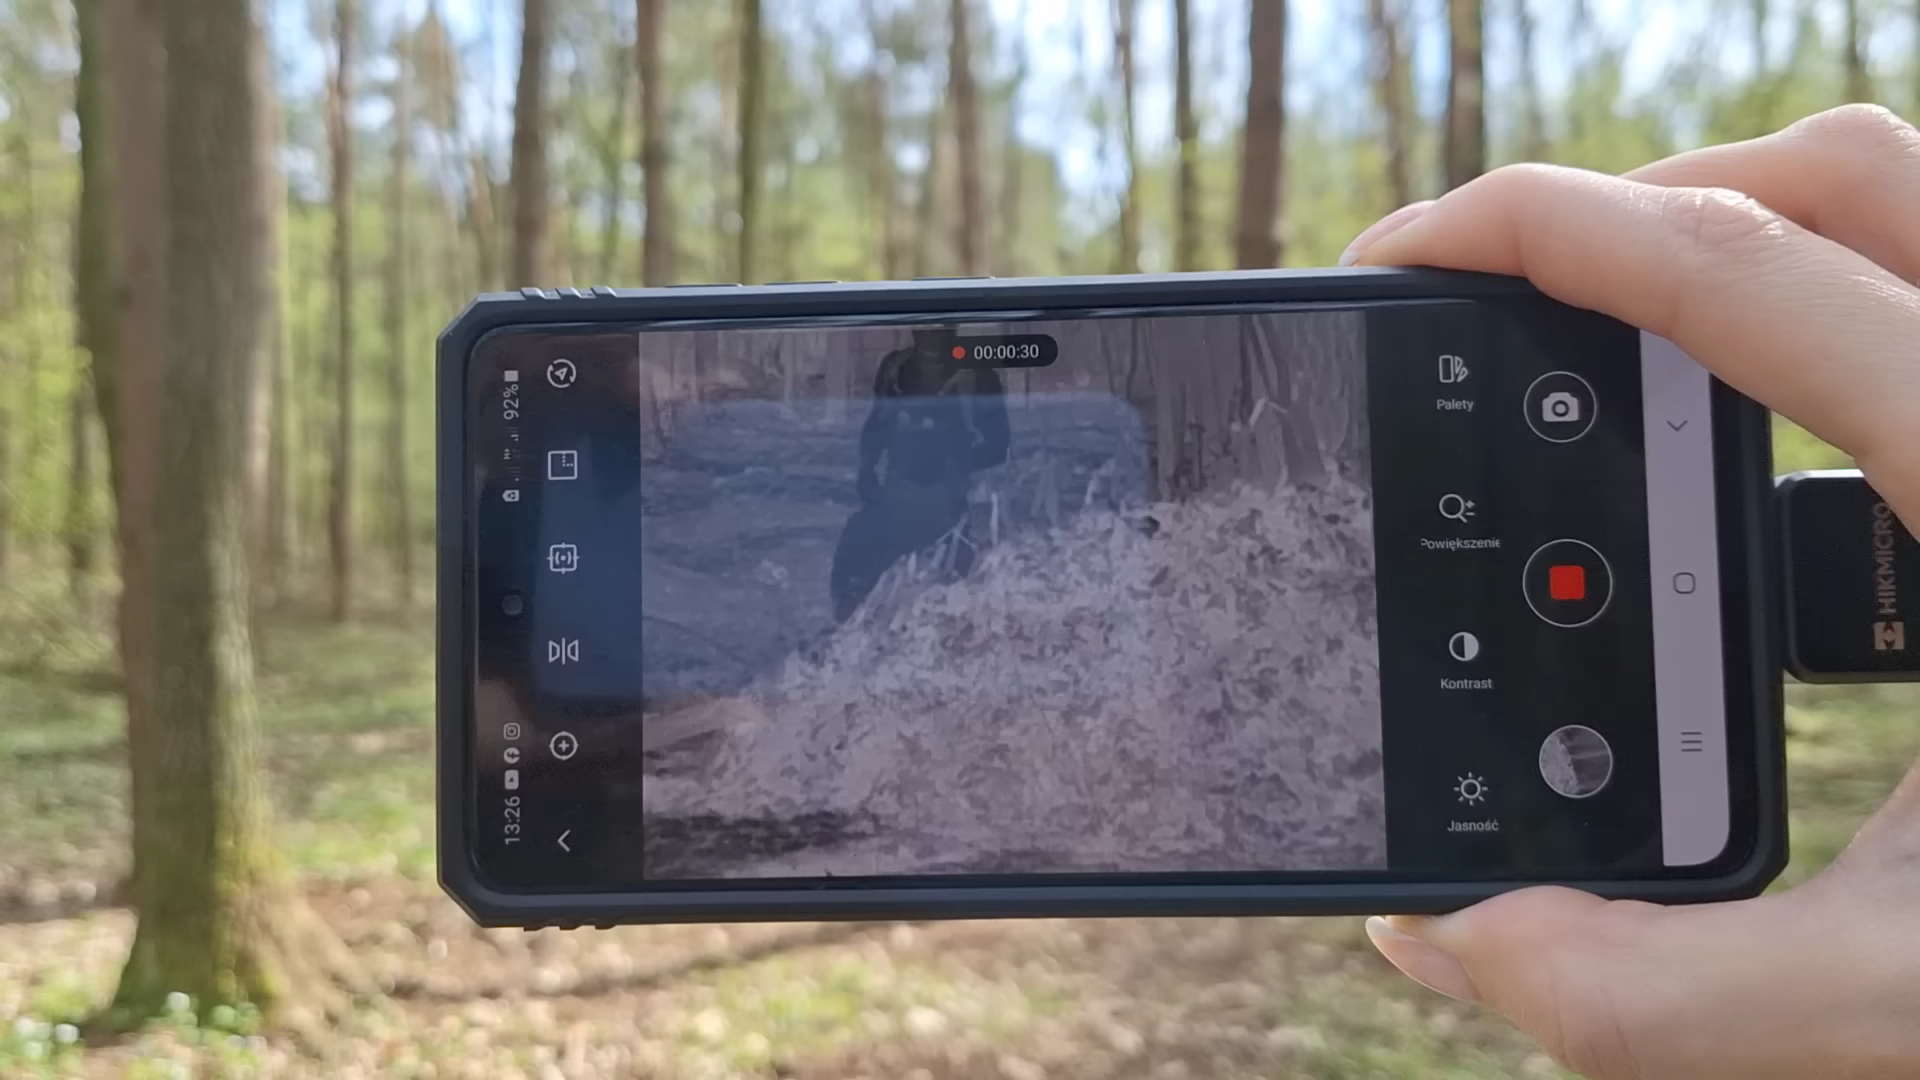 00:00:30
92%
13:26
Palety
Powiększenie
Kontrast
Jasność
HIKMICRO